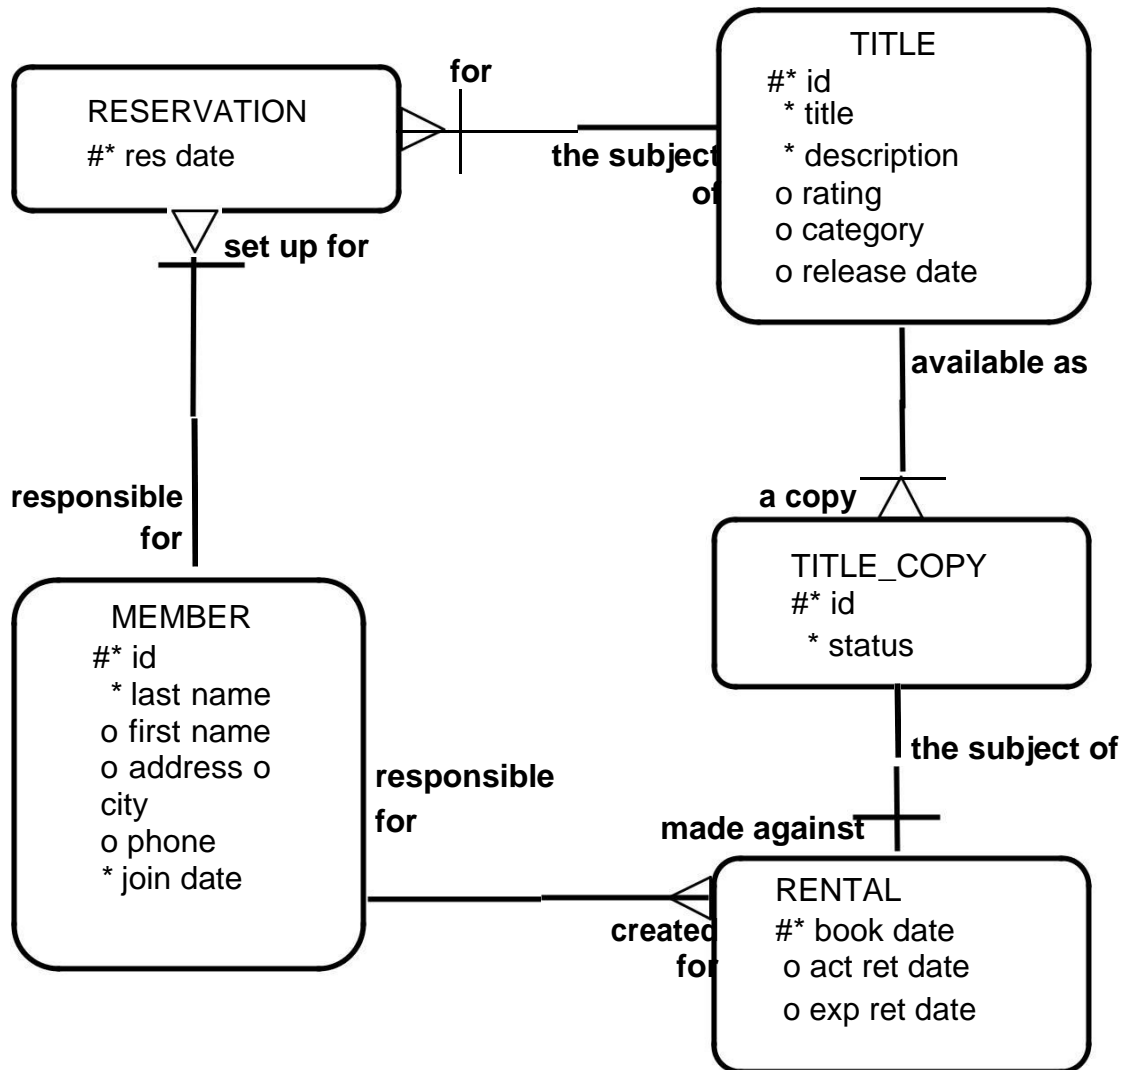 RESERVATION
#* res date
for
the subject
of
TITLE
#* id
* title
* description
o rating
o category
o release date
set up for
available as
responsible
for
a copy
TITLE_COPY
#* id
* status
MEMBER
#* id
* last name
o first name
o address o
city
o phone
* join date
responsible
for
the subject of
made against
created
for
RENTAL
#* book date
o act ret date
o exp ret date